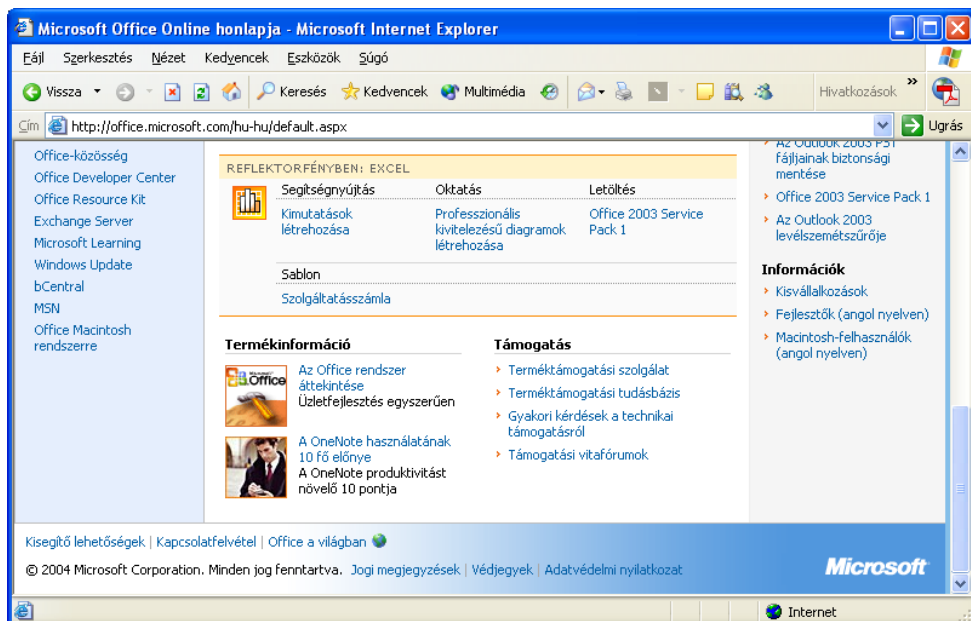 Microsoft Office Online honlapja - Microsoft Internet Explorer
Fájl Szerkesztés Nézet Kedvencek Eszközök Súgó
Vissza Keresés Kedvencek Multimédia Hivatkozások »
Cím http://office.microsoft.com/hu-hu/default.aspx Ugrás
Office-közösség
Office Developer Center
Office Resource Kit
Exchange Server
Microsoft Learning
Windows Update
bCentral
MSN
Office Macintosh
rendszerre
REFLEKTORFÉNYBEN: EXCEL
Segítségnyújtás Oktatás Letöltés
Kimutatások
létrehozása
Professzionális
kivitelezésű diagramok
létrehozása
Office 2003 Service
Pack 1
Sablon
Szolgáltatásszámla
Termékinformáció
Microsoft
Office
Az Office rendszer
áttekintése
Üzletfejlesztés egyszerűen
A OneNote használatának
10 fő előnye
A OneNote produktivitást
növelő 10 pontja
Támogatás
Terméktámogatási szolgálat
Terméktámogatási tudásbázis
Gyakori kérdések a technikai
támogatásról
Támogatási vitafórumok
Az Outlook 2003 PST
fájljainak biztonsági
mentése
Office 2003 Service Pack 1
Az Outlook 2003
levélszemétszűrője
Információk
Kisvállalkozások
Fejlesztők (angol nyelven)
Macintosh-felhasználók
(angol nyelven)
Kisegítő lehetőségek | Kapcsolatfelvétel | Office a világban
© 2004 Microsoft Corporation. Minden jog fenntartva. Jogi megjegyzések | Védjegyek | Adatvédelmi nyilatkozat
Microsoft
Internet